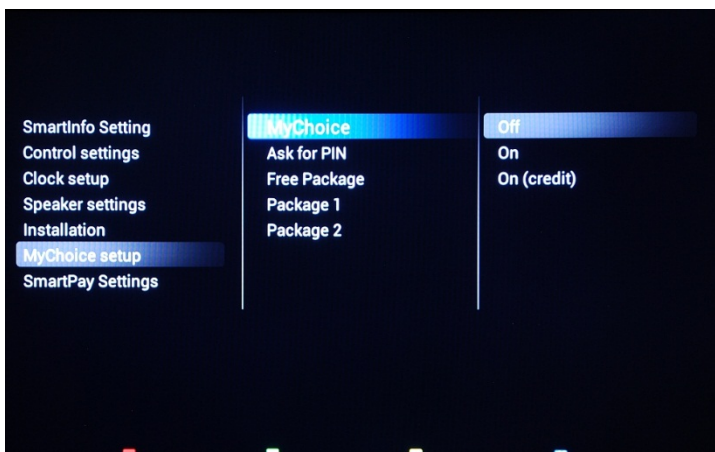 SmartInfo Setting
Control settings
Clock setup
Speaker settings
Installation
MyChoice setup
SmartPay Settings
MyChoice
Ask for PIN
Free Package
Package 1
Package 2
Off
On
On (credit)